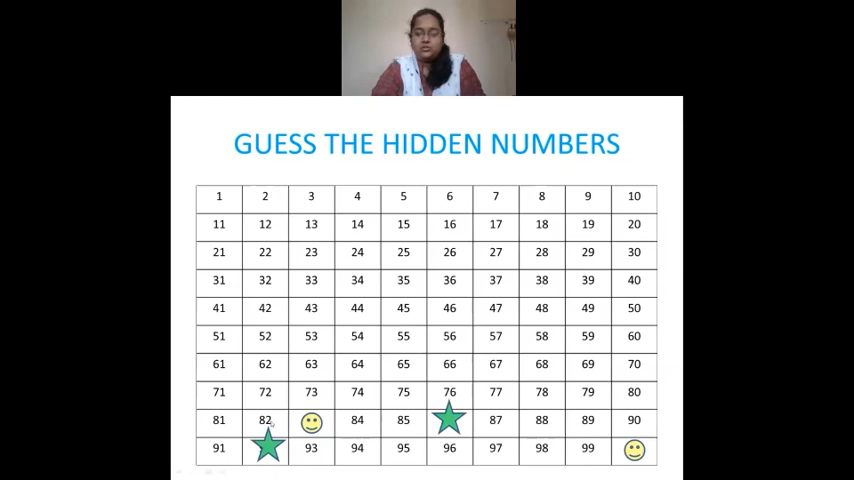 GUESS THE HIDDEN NUMBERS
1 2 3 4 5 6 7 8 9 10
11 12 13 14 15 16 17 18 19 20
21 22 23 24 25 26 27 28 29 30
31 32 33 34 35 36 37 38 39 40
41 42 43 44 45 46 47 48 49 50
51 52 53 54 55 56 57 58 59 60
61 62 63 64 65 66 67 68 69 70
71 72 73 74 75 76 77 78 79 80
81 82 84 85 87 88 89 90
91 93 94 95 96 97 98 99